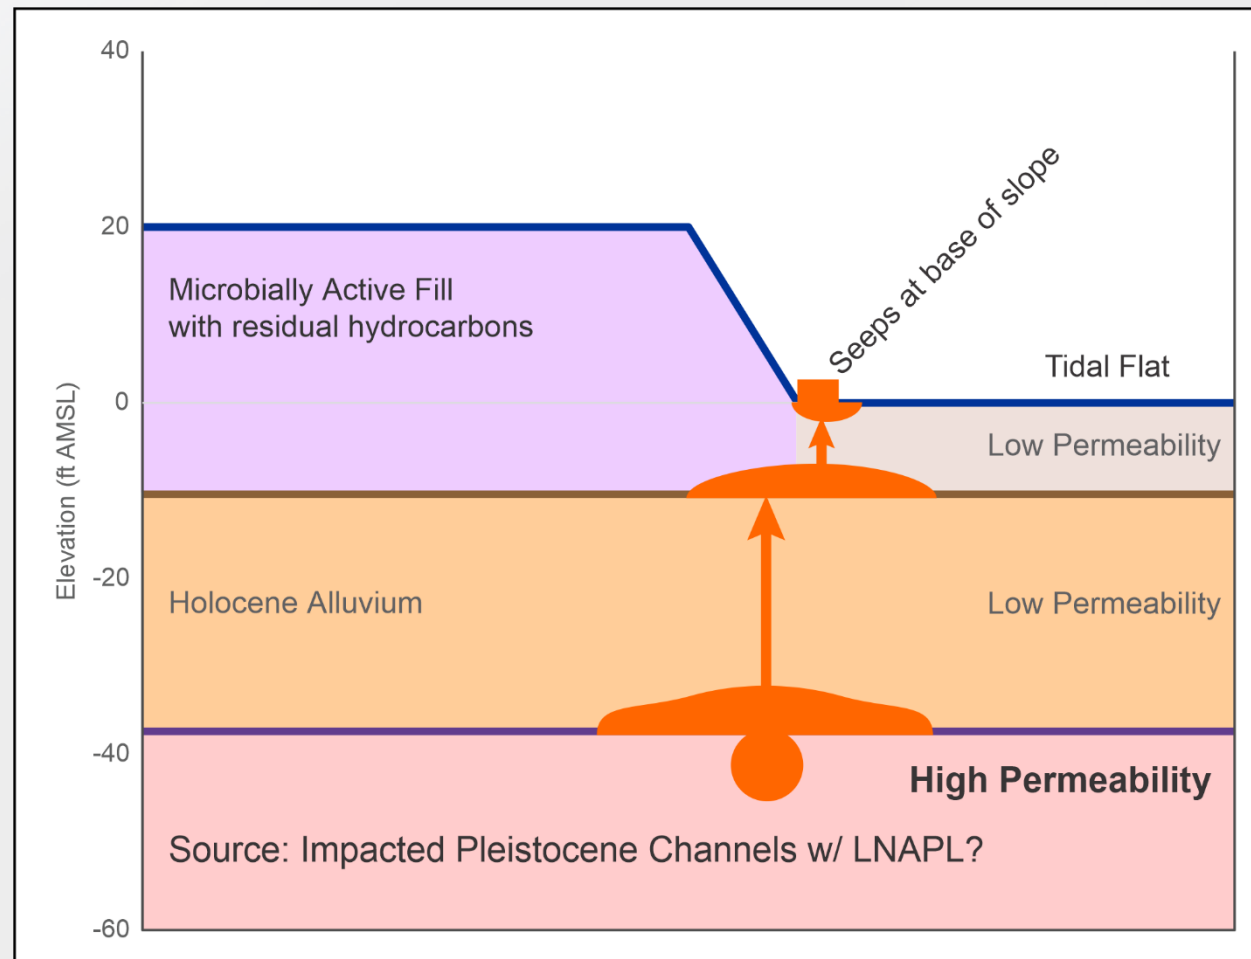 40
20
0
-20
-40
-60
Elevation (ft AMSL)
Microbially Active Fill
with residual hydrocarbons
Seeps at base of slope
Tidal Flat
Low Permeability
Holocene Alluvium
Low Permeability
High Permeability
Source: Impacted Pleistocene Channels w/ LNAPL?